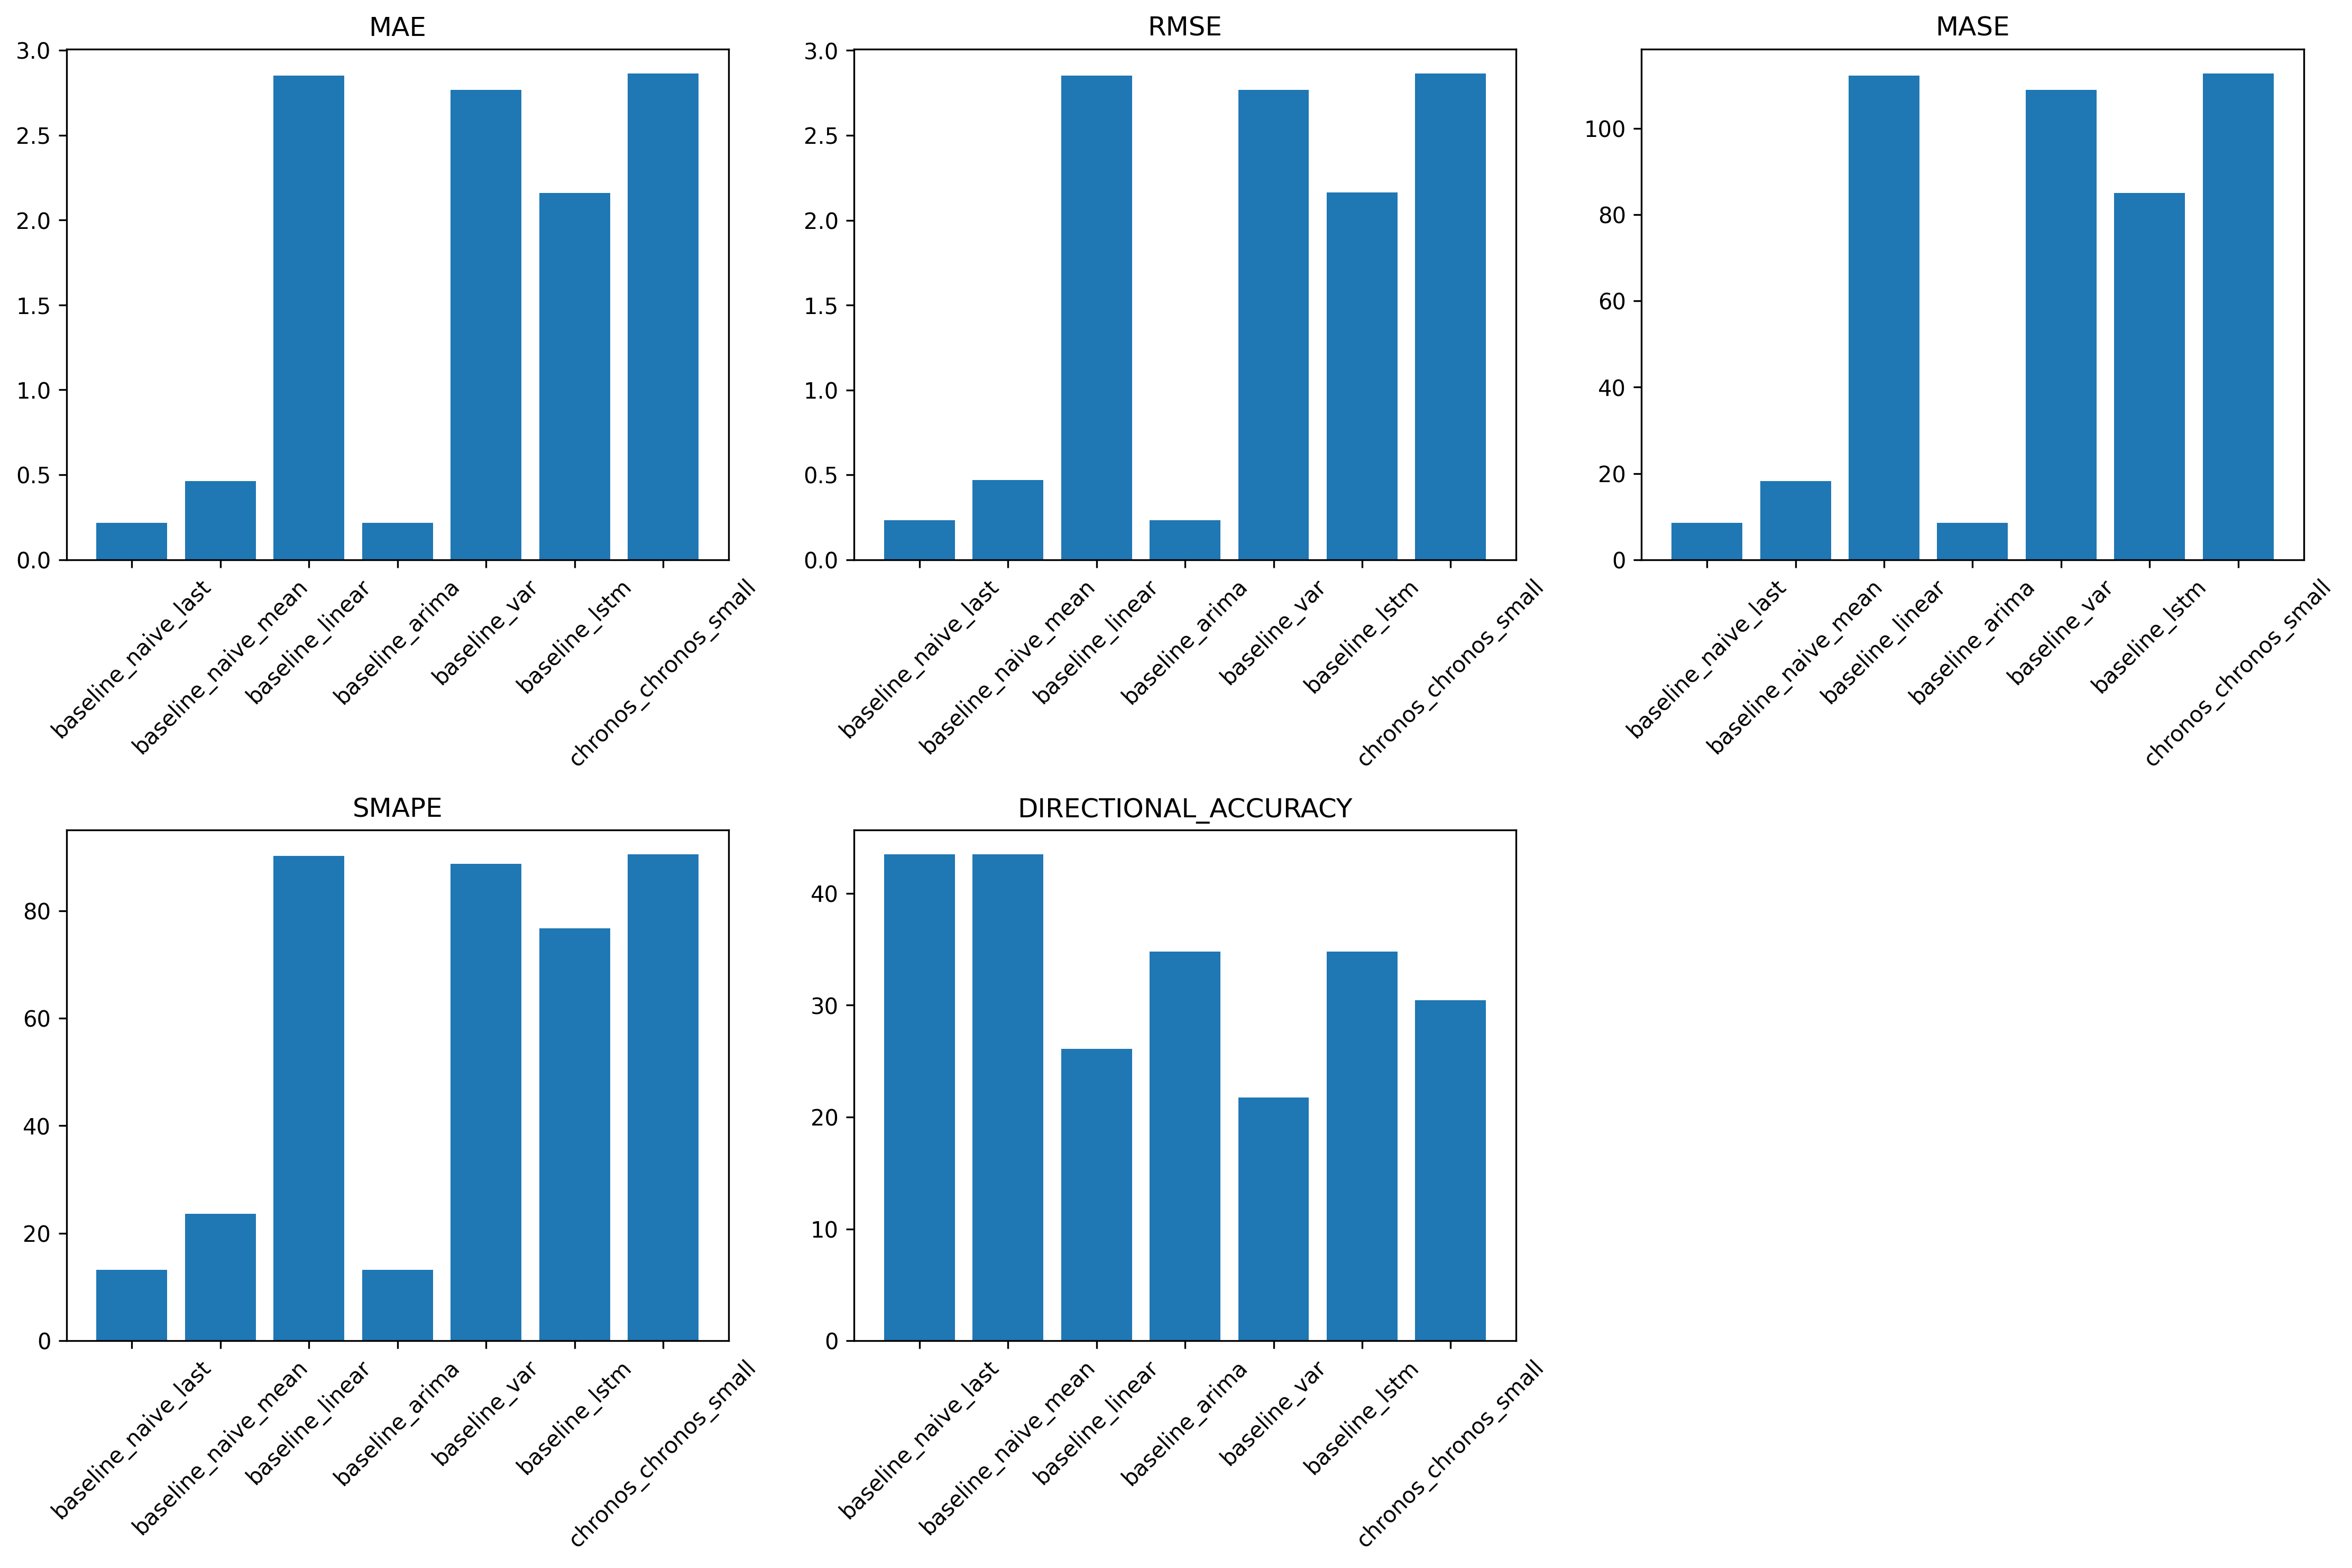 MAE
3.0
2.5
2.0
1.5
1.0
0.5
0.0
baseline_naive_last
baseline_naive_mean
baseline_linear
baseline_arima
baseline_var
baseline_lstm
chronos_chronos_small
RMSE
3.0
2.5
2.0
1.5
1.0
0.5
0.0
baseline_naive_last
baseline_naive_mean
baseline_linear
baseline_arima
baseline_var
baseline_lstm
chronos_chronos_small
MASE
100
80
60
40
20
0
baseline_naive_last
baseline_naive_mean
baseline_linear
baseline_arima
baseline_var
baseline_lstm
chronos_chronos_small
SMAPE
80
60
40
20
0
baseline_naive_last
baseline_naive_mean
baseline_linear
baseline_arima
baseline_var
baseline_lstm
chronos_chronos_small
DIRECTIONAL_ACCURACY
40
30
20
10
0
baseline_naive_last
baseline_naive_mean
baseline_linear
baseline_arima
baseline_var
baseline_lstm
chronos_chronos_small